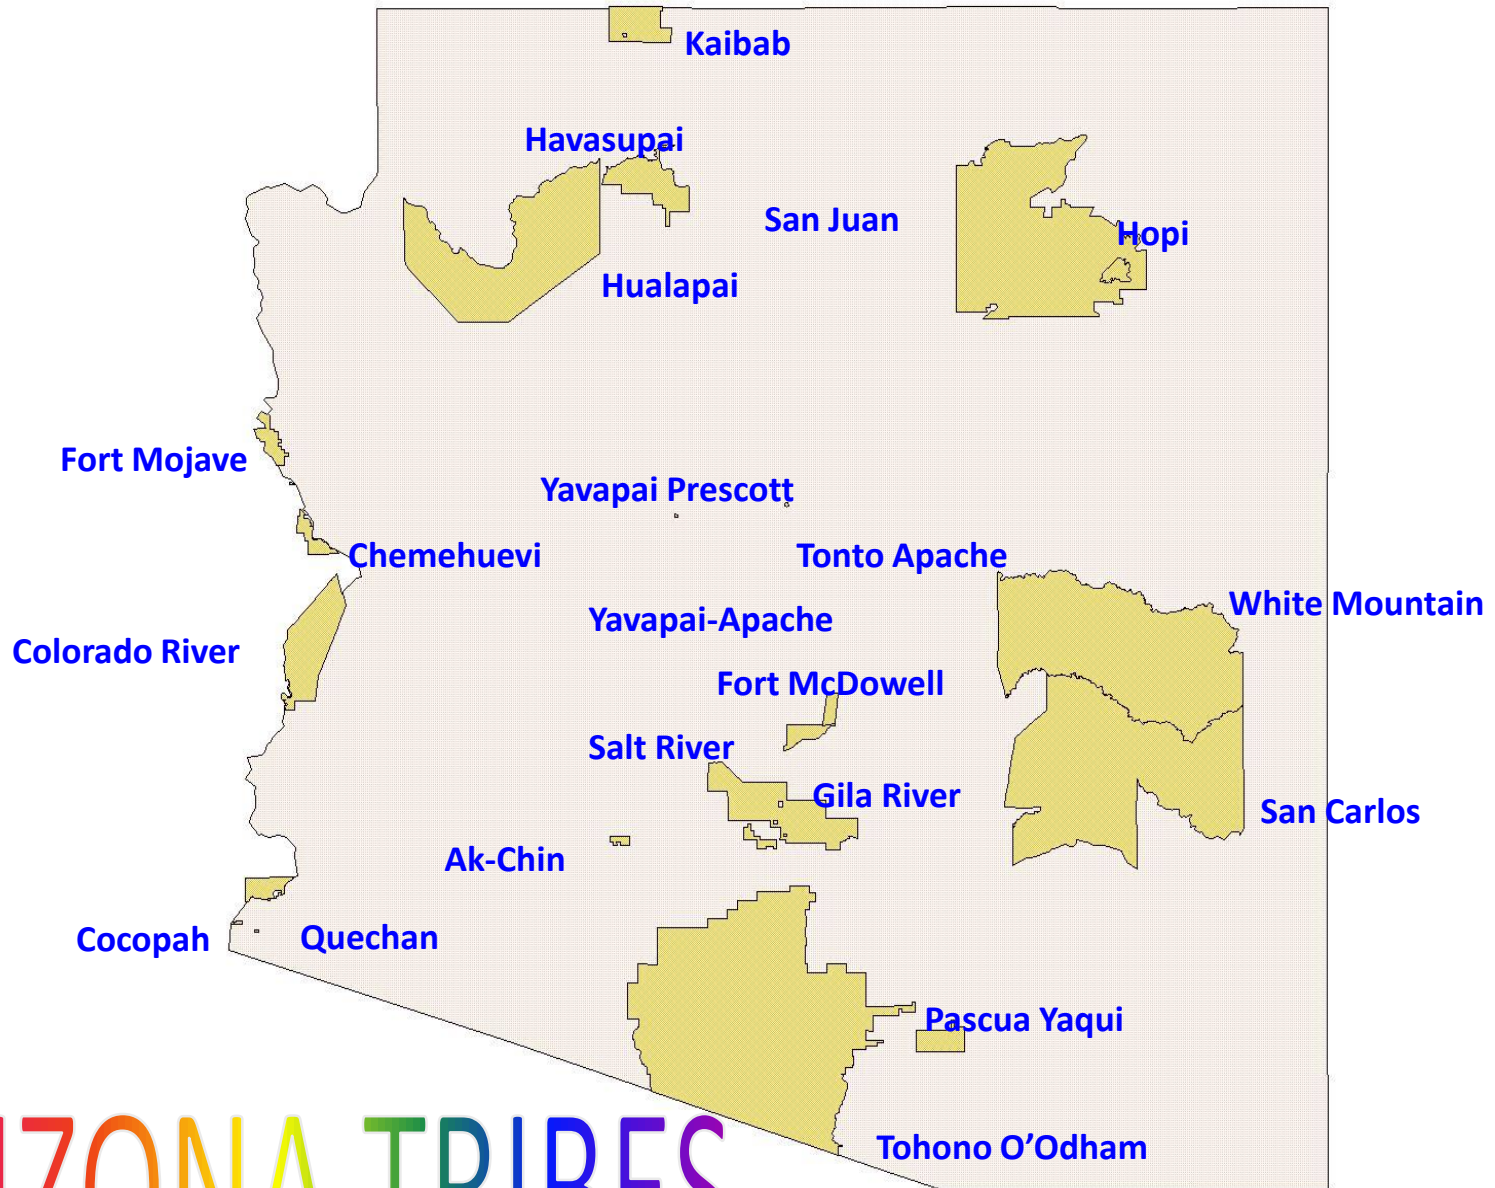 Kaibab
Havasupai
San Juan
Hopi
Hualapai
Fort Mojave
Yavapai Prescott
Chemehuevi
Tonto Apache
White Mountain
Yavapai-Apache
Colorado River
Fort McDowell
Salt River
Gila River
San Carlos
Ak-Chin
Cocopah
Quechan
Pascua Yaqui
Tohono O’Odham
IZONA TRIBES